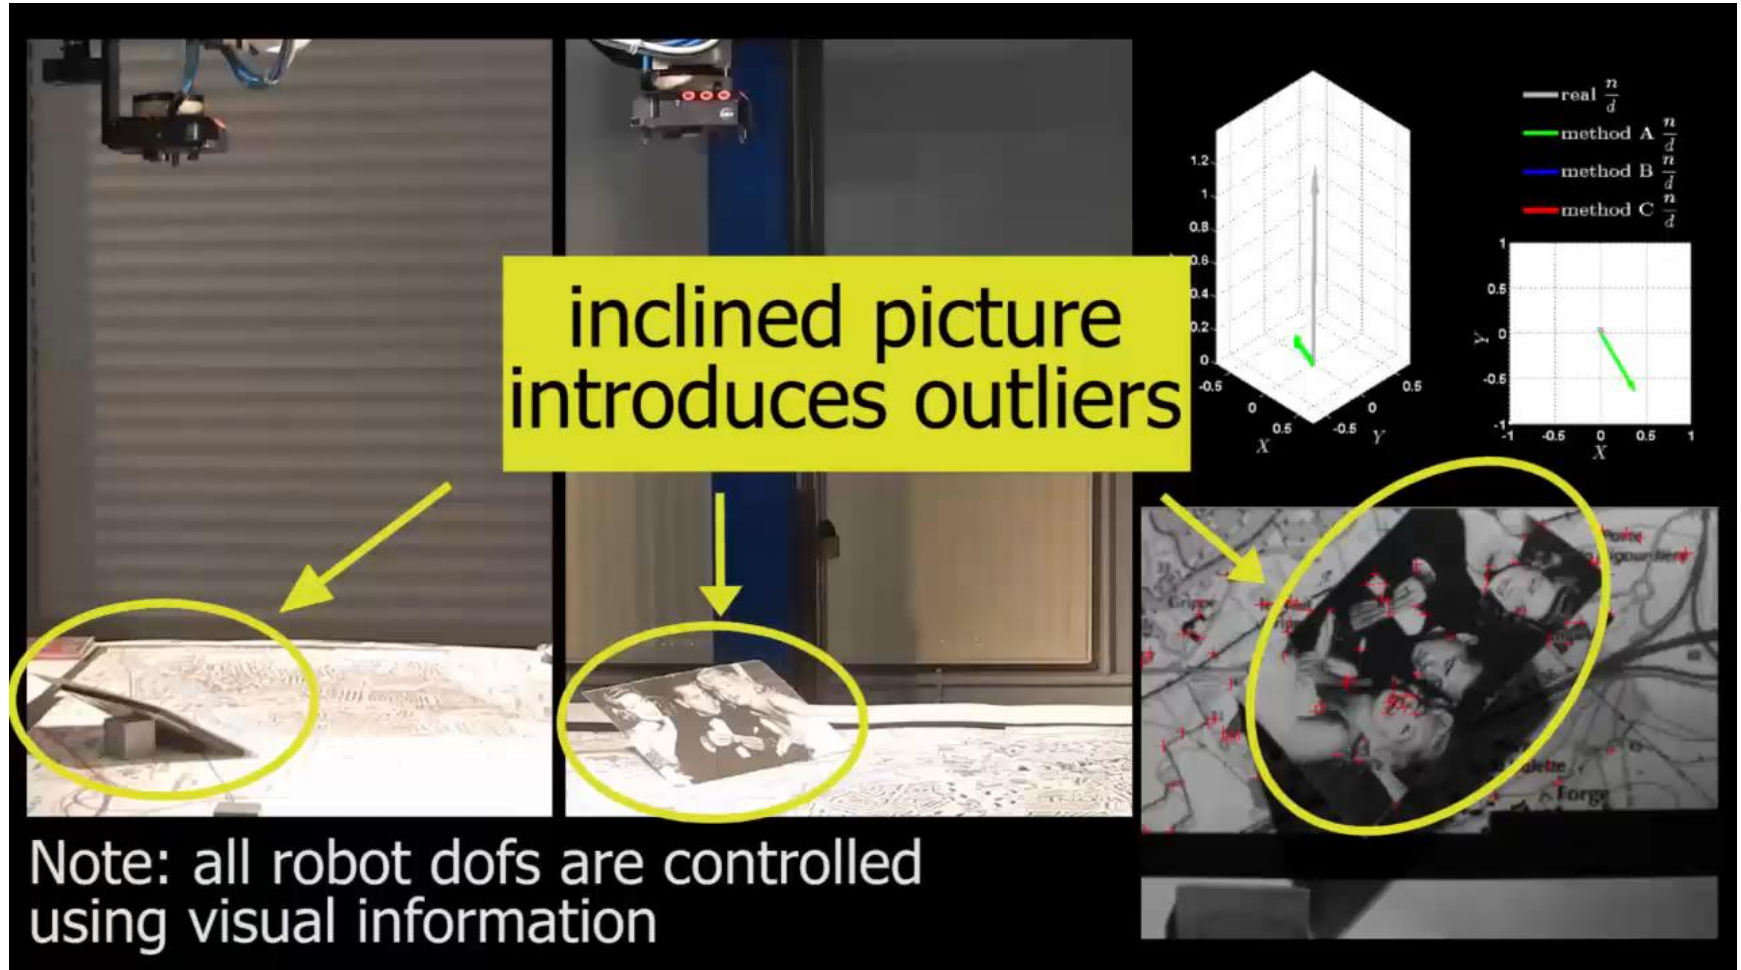 inclined picture
introduces outliers
Note: all robot dofs are controlled
using visual information
real n/d
method A n/d
method B n/d
method C n/d
1.2
1
0.8
0.6
0.4
0.2
0
-0.5
0
0.5
X
-0.5
0
0.5
Y
1
0.5
0
-0.5
-1
Y
-1
-0.5
0
0.5
1
X
Grippe
Forge